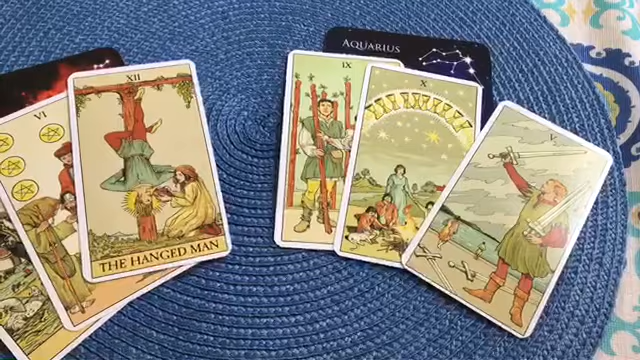 AQUARIUS
IX
X
V
XII
VI
THE HANGED MAN